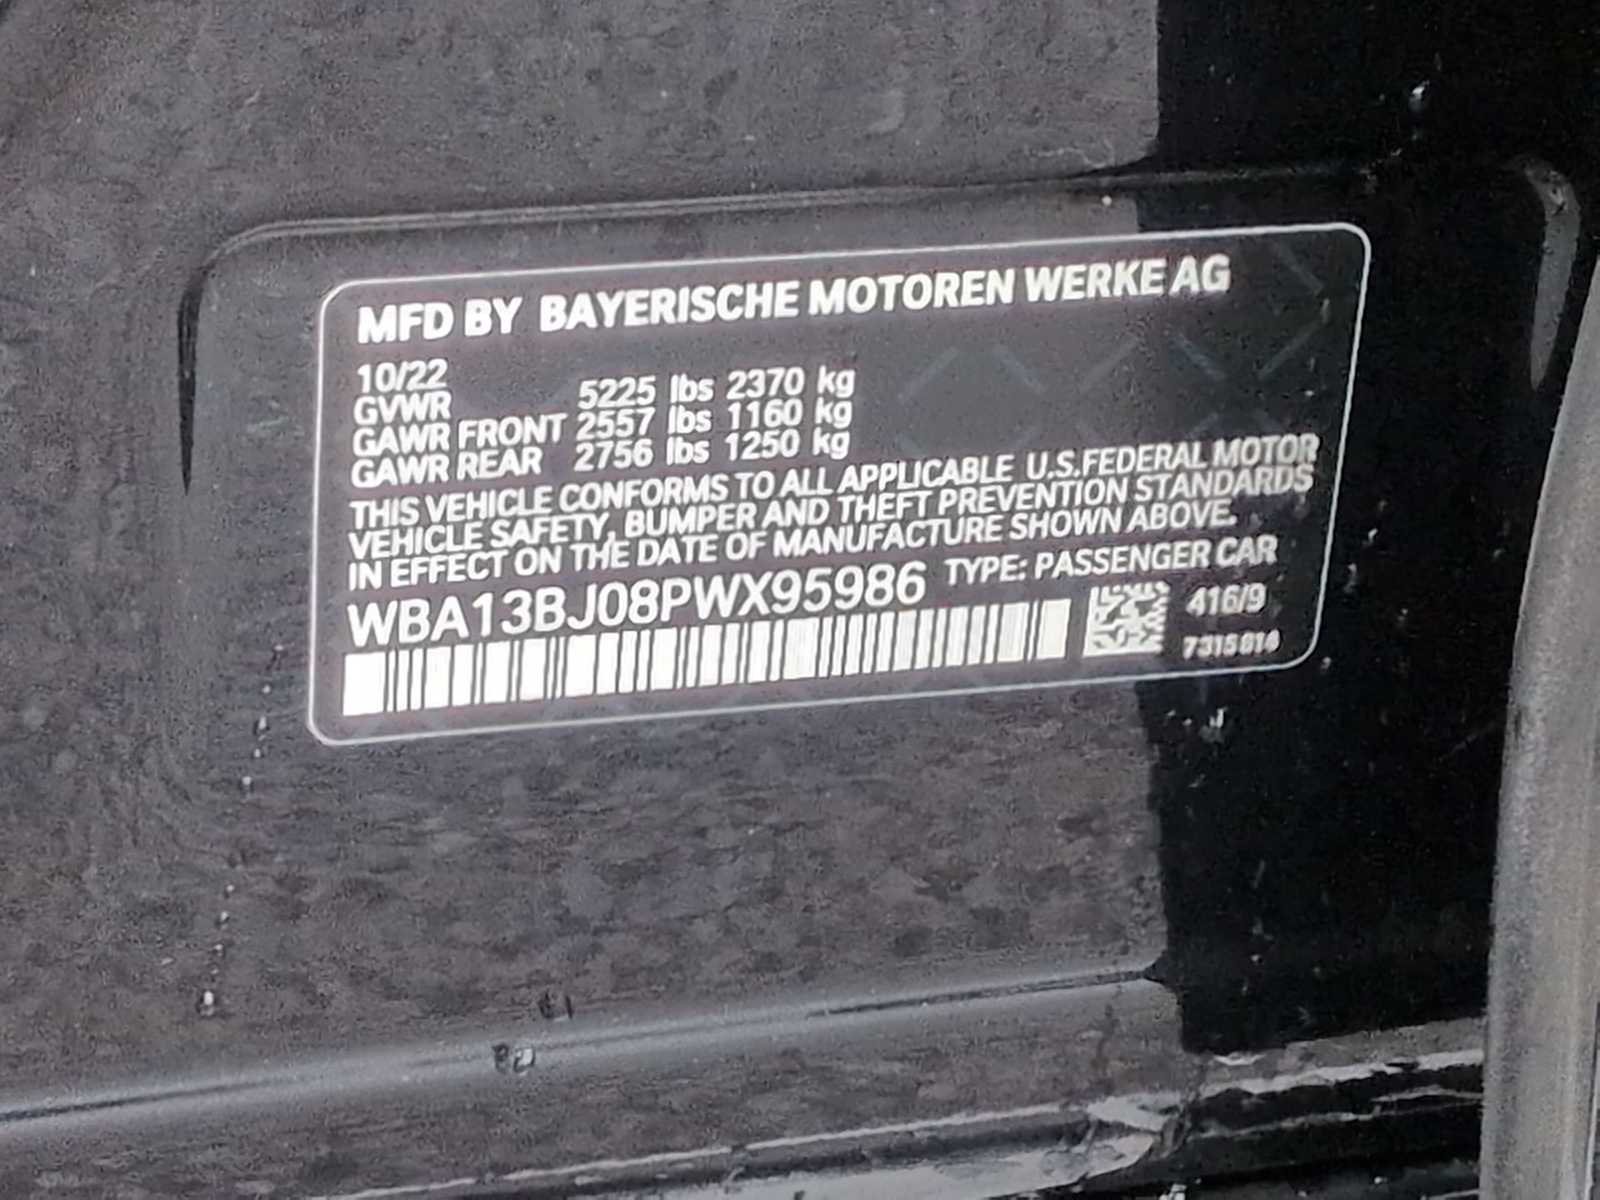 MFD BY BAYERISCHE MOTOREN WERKE AG
10/22
GVWR 5225 lbs 2370 kg
GAWR FRONT 2557 lbs 1160 kg
GAWR REAR 2756 lbs 1250 kg
THIS VEHICLE CONFORMS TO ALL APPLICABLE U.S.FEDERAL MOTOR
VEHICLE SAFETY, BUMPER AND THEFT PREVENTION STANDARDS
IN EFFECT ON THE DATE OF MANUFACTURE SHOWN ABOVE.
WBA13BJ08PWX95986 TYPE: PASSENGER CAR
416/9